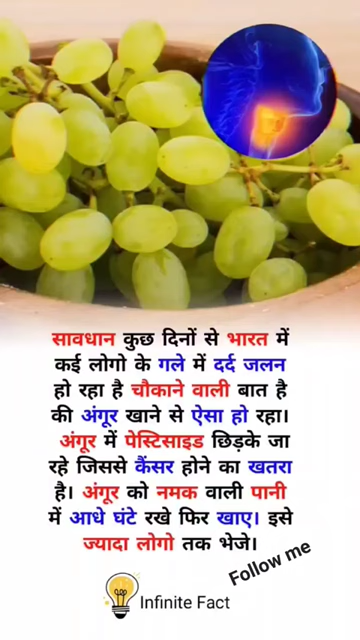 सावधान कुछ दिनों से भारत में
कई लोगो के गले में दर्द जलन
हो रहा है चौकाने वाली बात है
की अंगूर खाने से ऐसा हो रहा।
अंगूर में पेस्टिसाइड छिड़के जा
रहे जिससे कैंसर होने का खतरा
है। अंगूर को नमक वाली पानी
में आधे घंटे रखे फिर खाए। इसे
ज्यादा लोगो तक भेजे।
Follow me
Infinite Fact